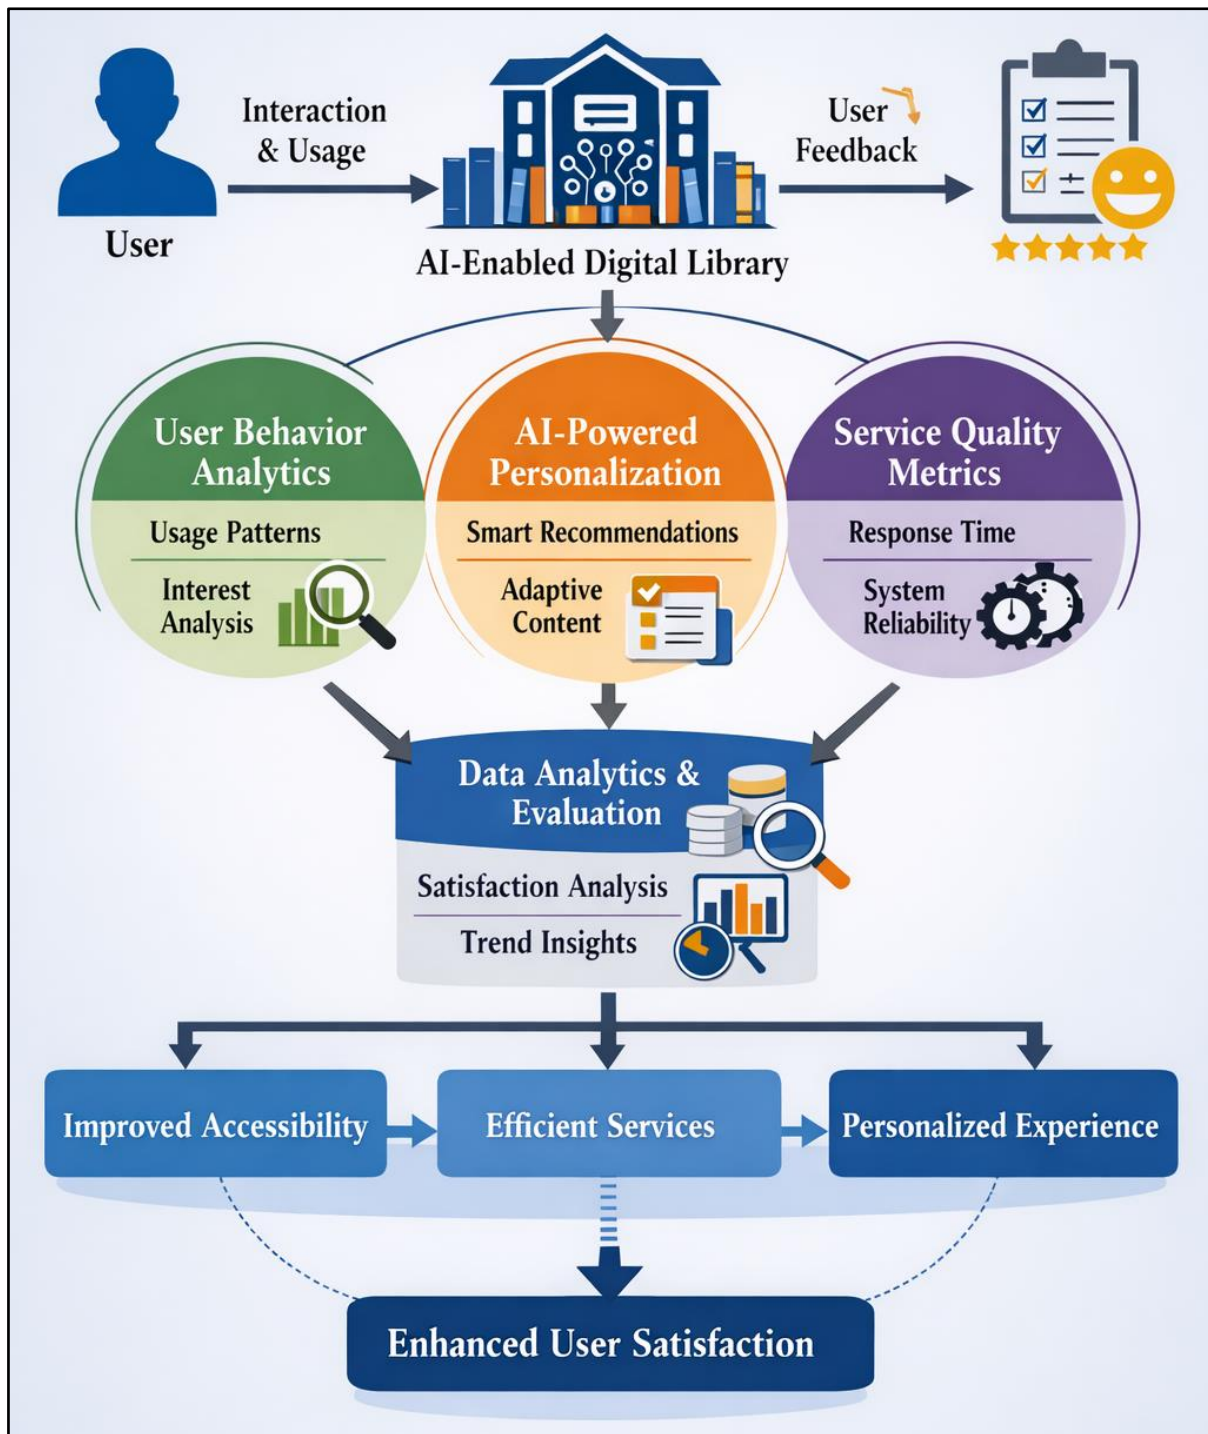 Interaction
& Usage
User
Feedback
User
AI-Enabled Digital Library
User Behavior
Analytics
Usage Patterns
Interest
Analysis
AI-Powered
Personalization
Smart Recommendations
Adaptive
Content
Service Quality
Metrics
Response Time
System
Reliability
Data Analytics &
Evaluation
Satisfaction Analysis
Trend Insights
Improved Accessibility
Efficient Services
Personalized Experience
Enhanced User Satisfaction